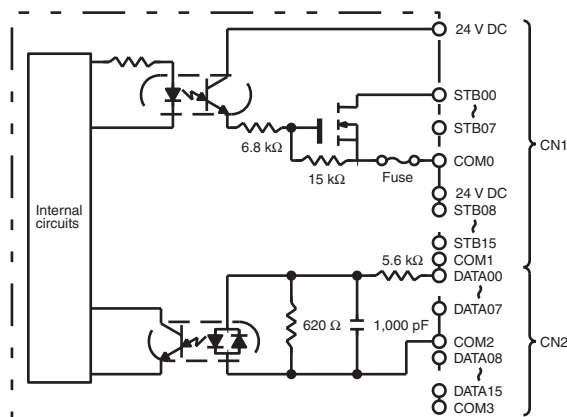 24 V DC
STB00
~
STB07
6.8 kΩ
COM0
15 kΩ
Fuse
CN1
24 V DC
STB08
~
STB15
Internal
circuits
COM1
5.6 kΩ
DATA00
~
DATA07
620 Ω
1,000 pF
COM2
CN2
DATA08
~
DATA15
COM3